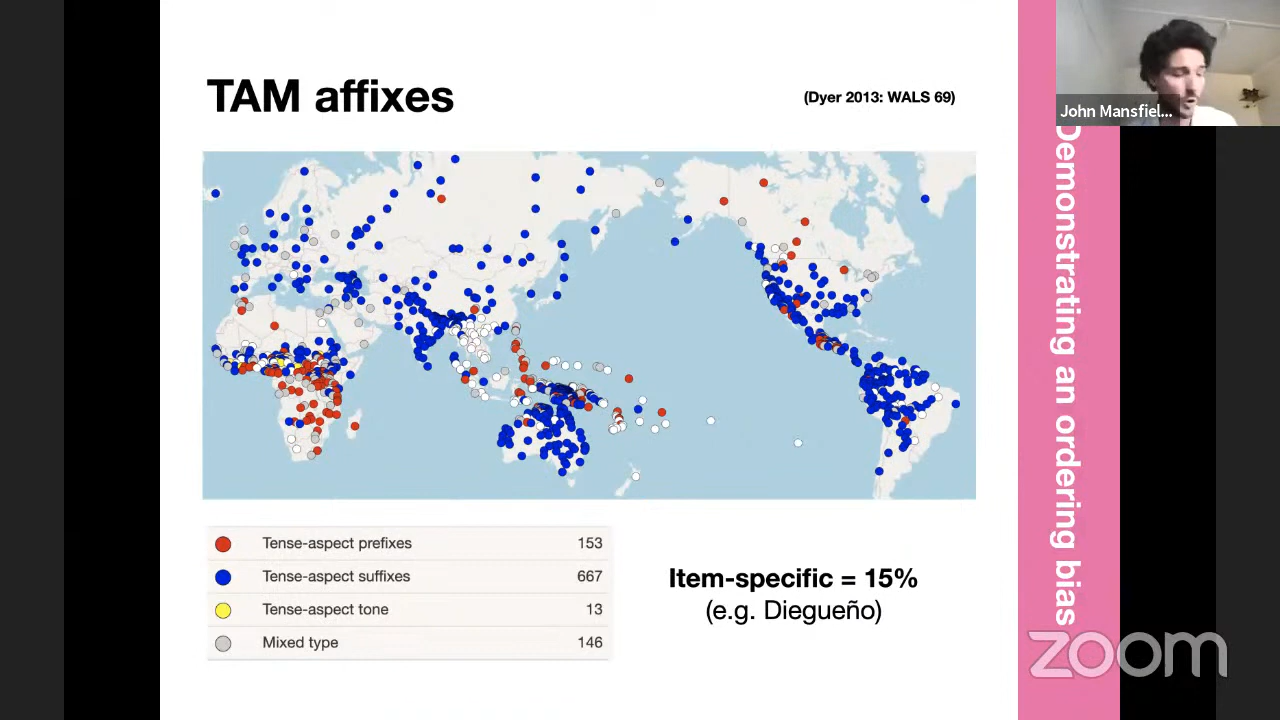 TAM affixes
(Dyer 2013: WALS 69)
John Mansfiel...
Demonstrating an ordering bias
Tense-aspect prefixes 153
Tense-aspect suffixes 667
Tense-aspect tone 13
Mixed type 146
Item-specific = 15%
(e.g. Diegueño)
zoom